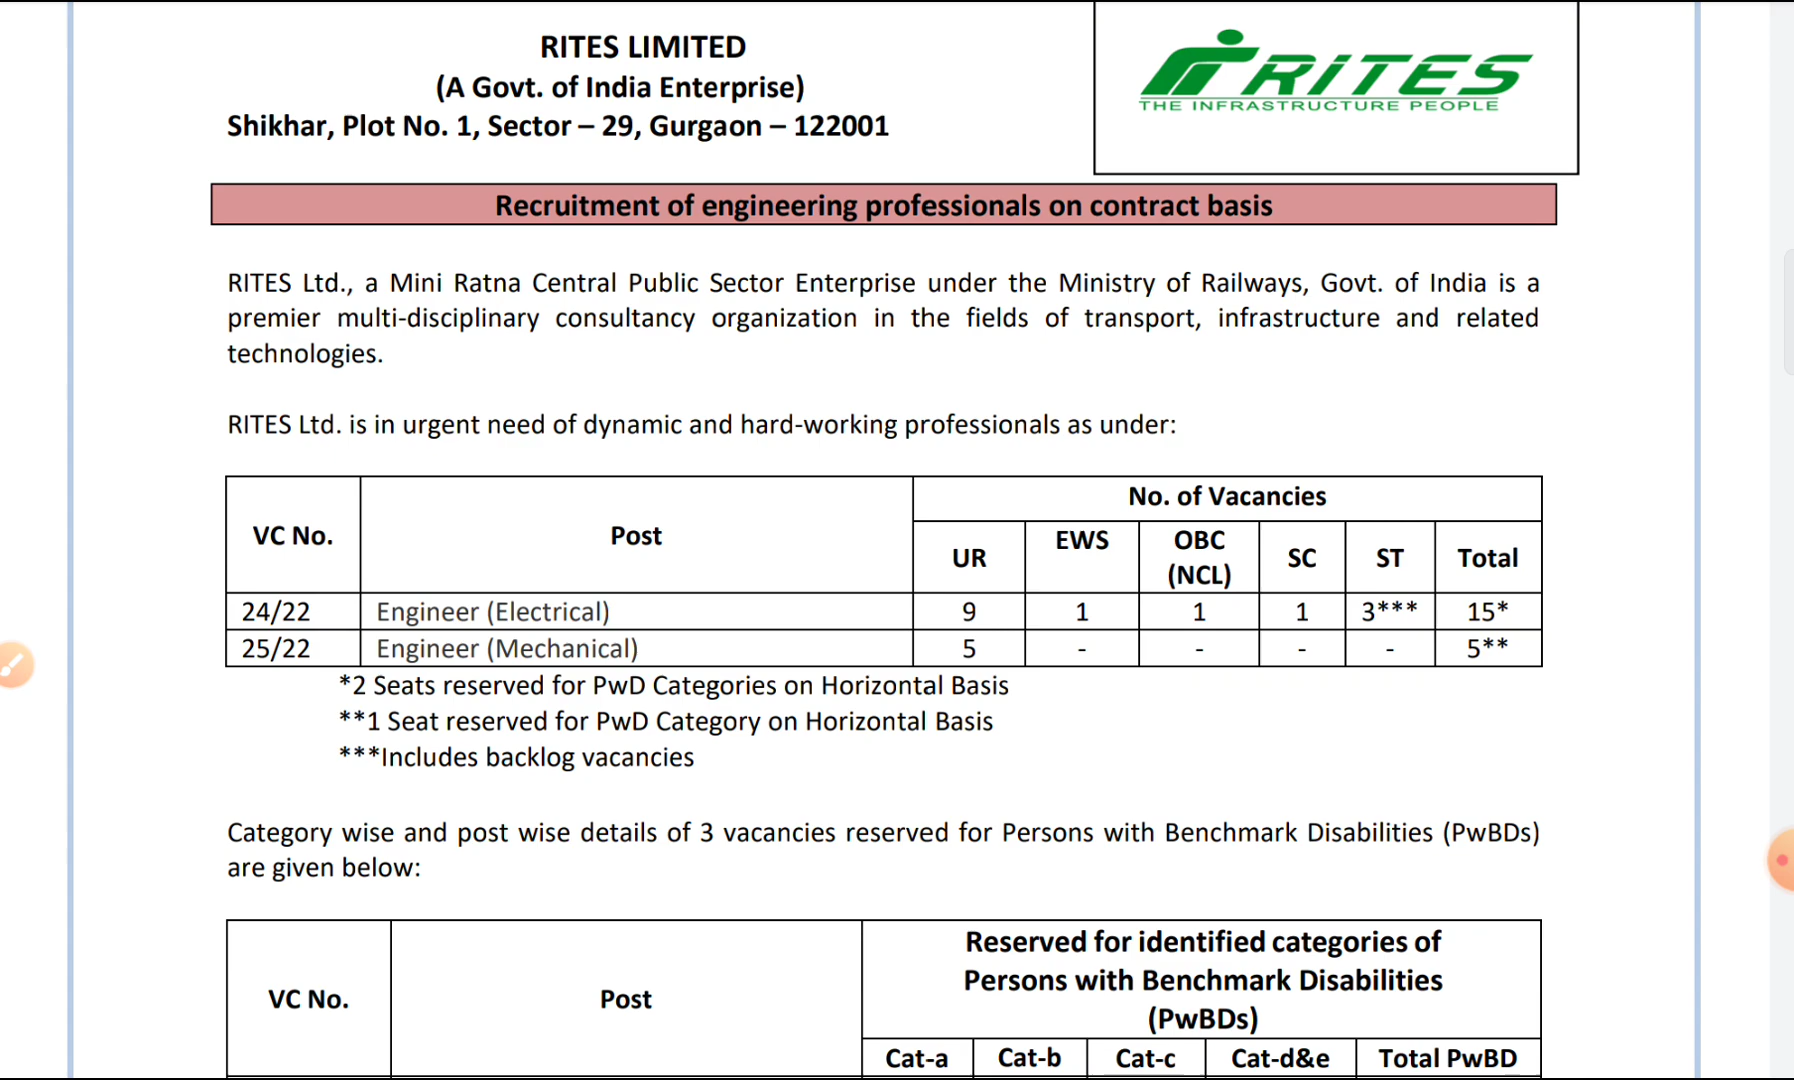 RITES LIMITED
(A Govt. of India Enterprise)
Shikhar, Plot No. 1, Sector – 29, Gurgaon – 122001
RITES
THE INFRASTRUCTURE PEOPLE
Recruitment of engineering professionals on contract basis
RITES Ltd., a Mini Ratna Central Public Sector Enterprise under the Ministry of Railways, Govt. of India is a
premier multi-disciplinary consultancy organization in the fields of transport, infrastructure and related
technologies.
RITES Ltd. is in urgent need of dynamic and hard-working professionals as under:
VC No. Post No. of Vacancies
UR EWS OBC (NCL) SC ST Total
24/22 Engineer (Electrical) 9 1 1 1 3*** 15*
25/22 Engineer (Mechanical) 5 - - - - 5**
*2 Seats reserved for PwD Categories on Horizontal Basis
**1 Seat reserved for PwD Category on Horizontal Basis
***Includes backlog vacancies
Category wise and post wise details of 3 vacancies reserved for Persons with Benchmark Disabilities (PwBDs)
are given below:
VC No. Post Reserved for identified categories of
Persons with Benchmark Disabilities
(PwBDs)
Cat-a Cat-b Cat-c Cat-d&e Total PwBD